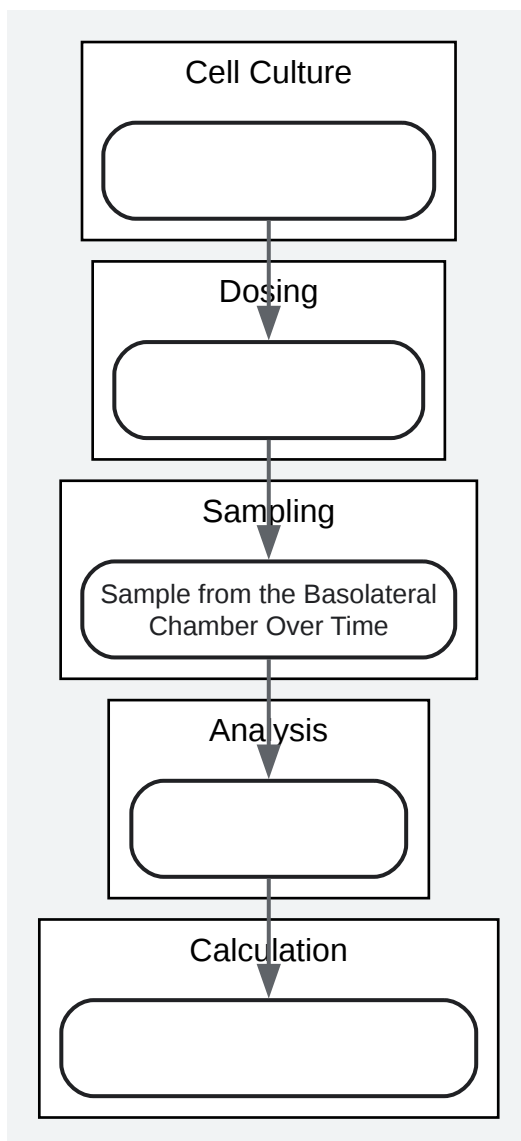 Cell Culture
Dosing
Sampling
Sample from the Basolateral
Chamber Over Time
Analysis
Calculation